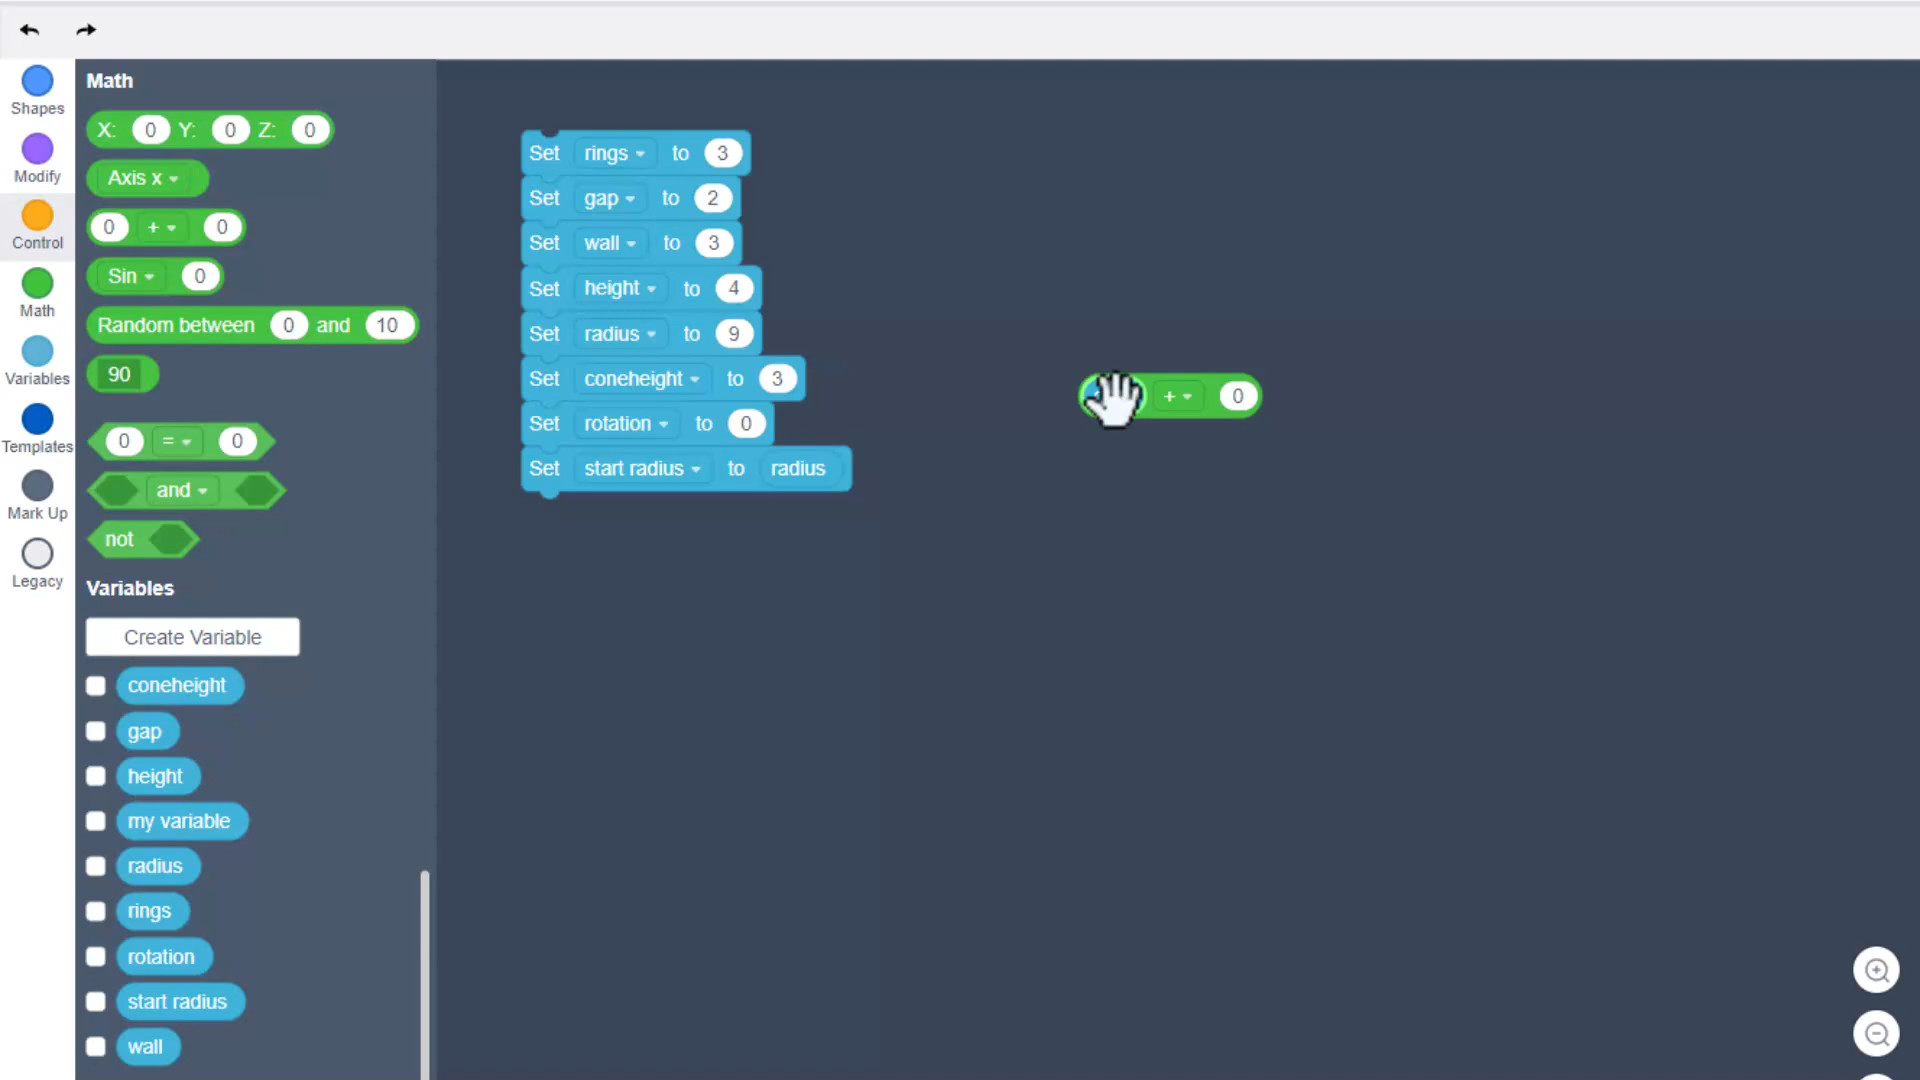 Shapes
Modify
Control
Math
Variables
Templates
Mark Up
Legacy
Math
X: 0 Y: 0 Z: 0
Axis x
0 + 0
Sin 0
Random between 0 and 10
90
0 = 0
and
not
Variables
Create Variable
coneheight
gap
height
my variable
radius
rings
rotation
start radius
wall
Set rings to 3
Set gap to 2
Set wall to 3
Set height to 4
Set radius to 9
Set coneheight to 3
Set rotation to 0
Set start radius to radius
+ 0